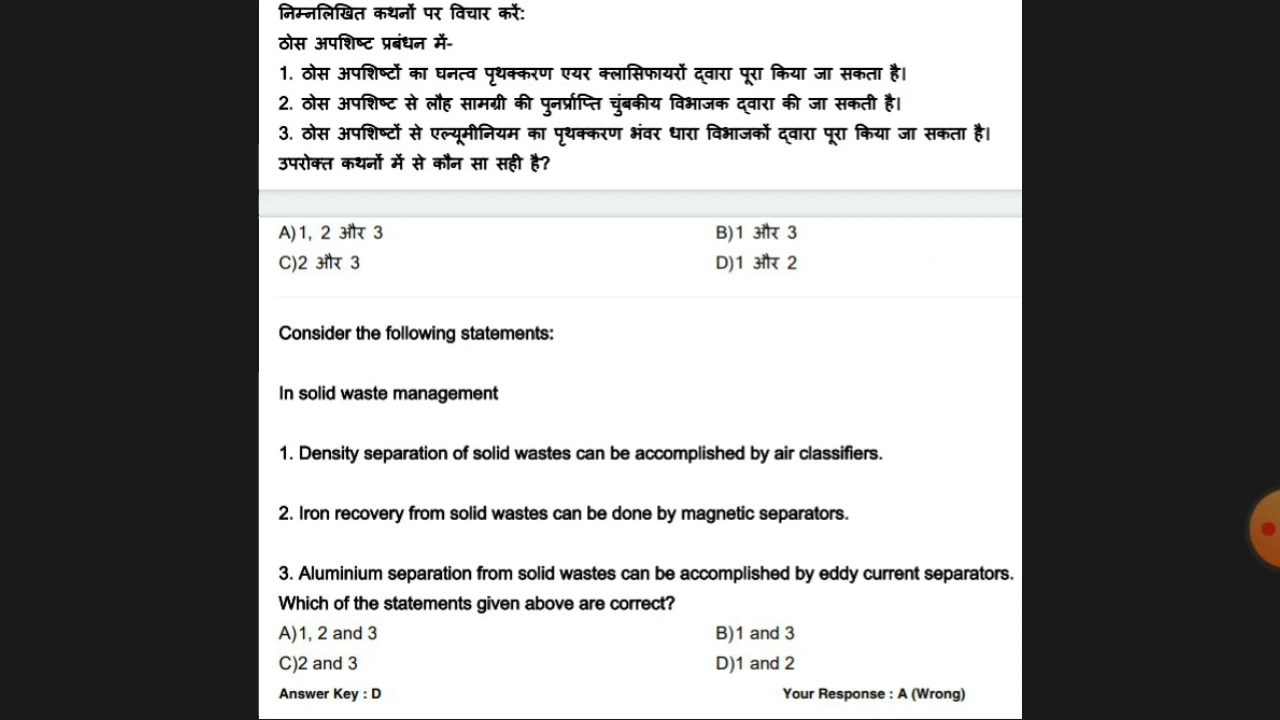 निम्नलिखित कथनों पर विचार करें:
ठोस अपशिष्ट प्रबंधन में-
1. ठोस अपशिष्टों का घनत्व पृथक्करण एयर क्लासिफायरों द्वारा पूरा किया जा सकता है।
2. ठोस अपशिष्ट से लौह सामग्री की पुनर्प्राप्ति चुंबकीय विभाजक द्वारा की जा सकती है।
3. ठोस अपशिष्टों से एल्यूमीनियम का पृथक्करण भंवर धारा विभाजकों द्वारा पूरा किया जा सकता है।
उपरोक्त कथनों में से कौन सा सही है?
A)1, 2 और 3 B)1 और 3
C)2 और 3 D)1 और 2
Consider the following statements:
In solid waste management
1. Density separation of solid wastes can be accomplished by air classifiers.
2. Iron recovery from solid wastes can be done by magnetic separators.
3. Aluminium separation from solid wastes can be accomplished by eddy current separators.
Which of the statements given above are correct?
A)1, 2 and 3 B)1 and 3
C)2 and 3 D)1 and 2
Answer Key : D Your Response : A (Wrong)